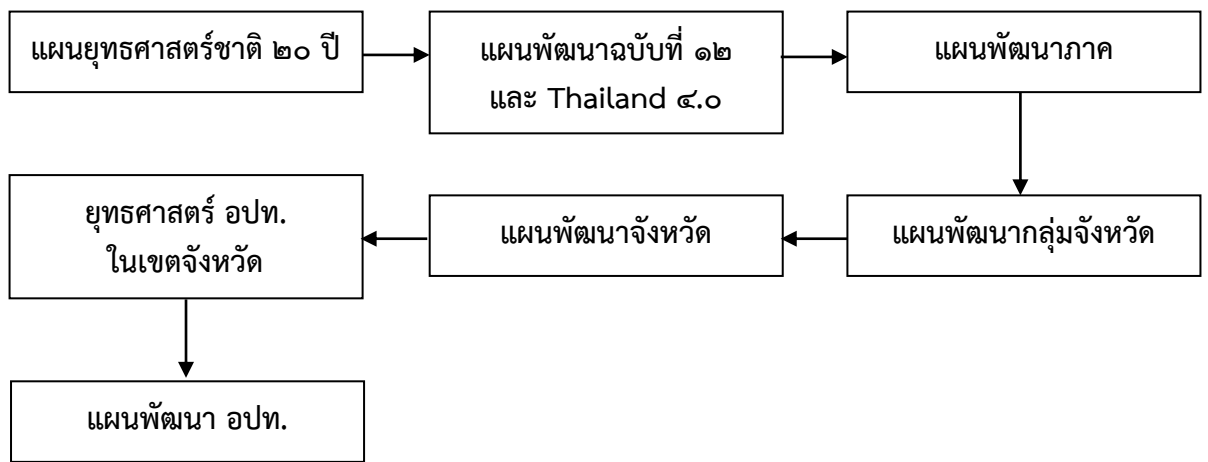 แผนยุทธศาสตร์ชาติ ๒๐ ปี
แผนพัฒนาฉบับที่ ๑๒
และ Thailand ๔.๐
แผนพัฒนาภาค
แผนพัฒนากลุ่มจังหวัด
แผนพัฒนาจังหวัด
ยุทธศาสตร์ อปท.
ในเขตจังหวัด
แผนพัฒนา อปท.